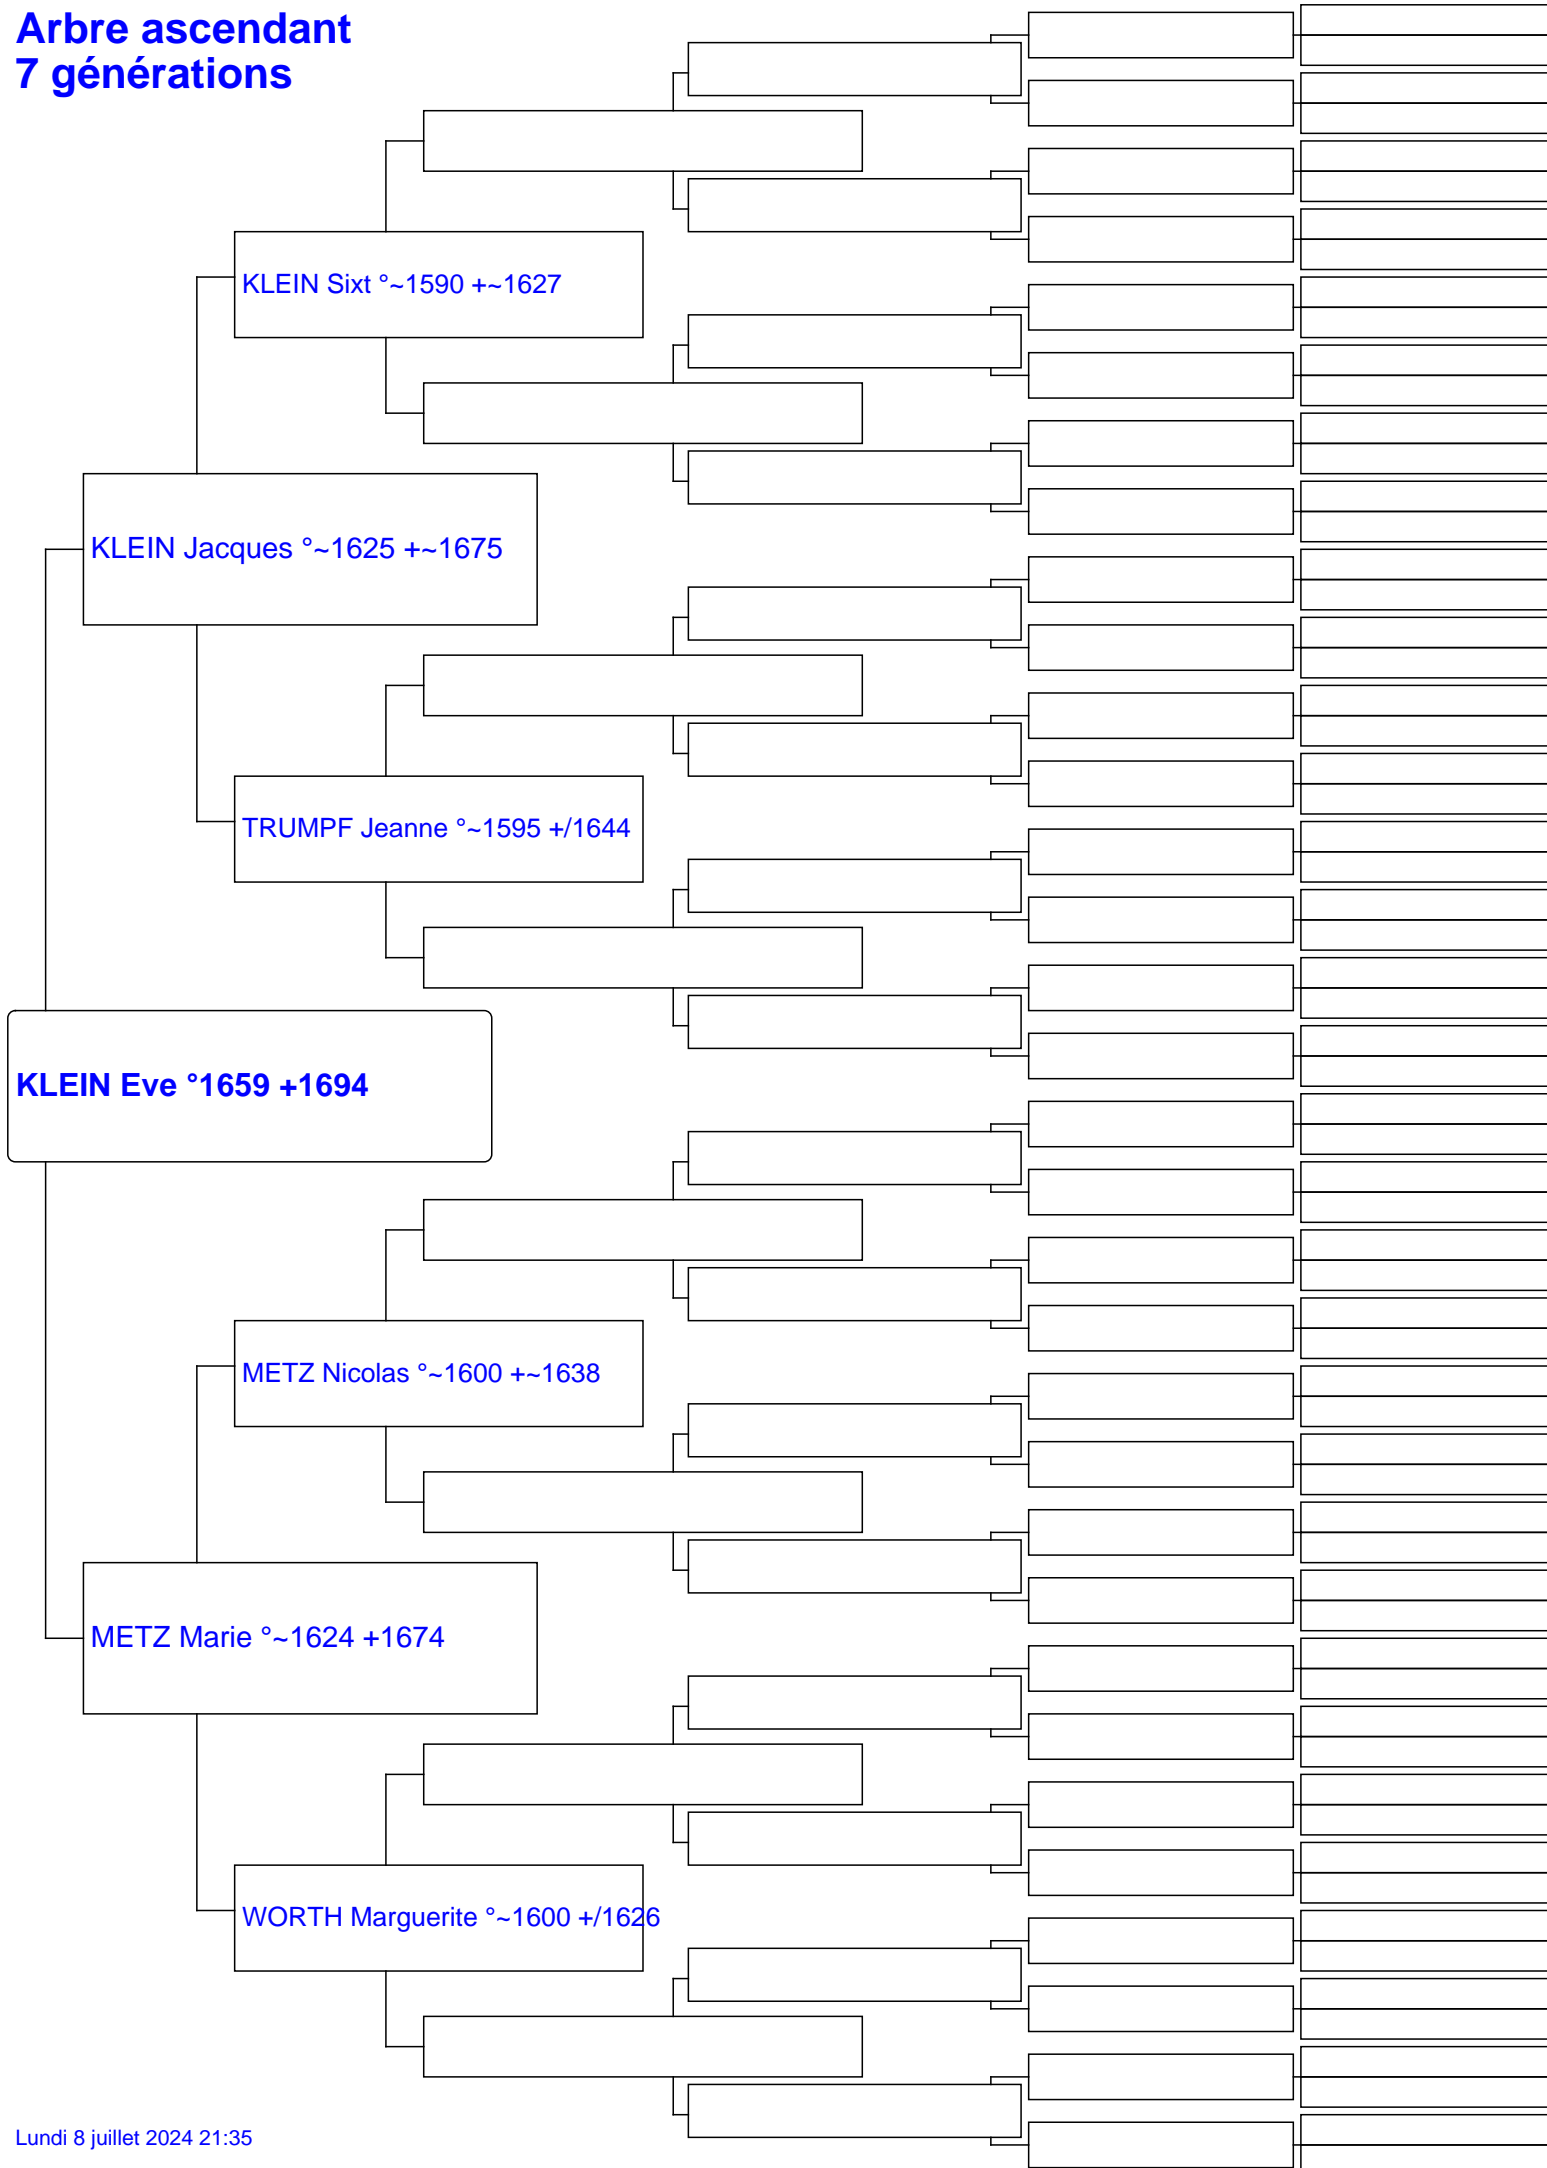 Arbre ascendant
7 générations
KLEIN Sixt °~1590 +~1627
KLEIN Jacques °~1625 +~1675
TRUMPF Jeanne °~1595 +/1644
KLEIN Eve °1659 +1694
METZ Nicolas °~1600 +~1638
METZ Marie °~1624 +1674
WORTH Marguerite °~1600 +/1626
Lundi 8 juillet 2024 21:35